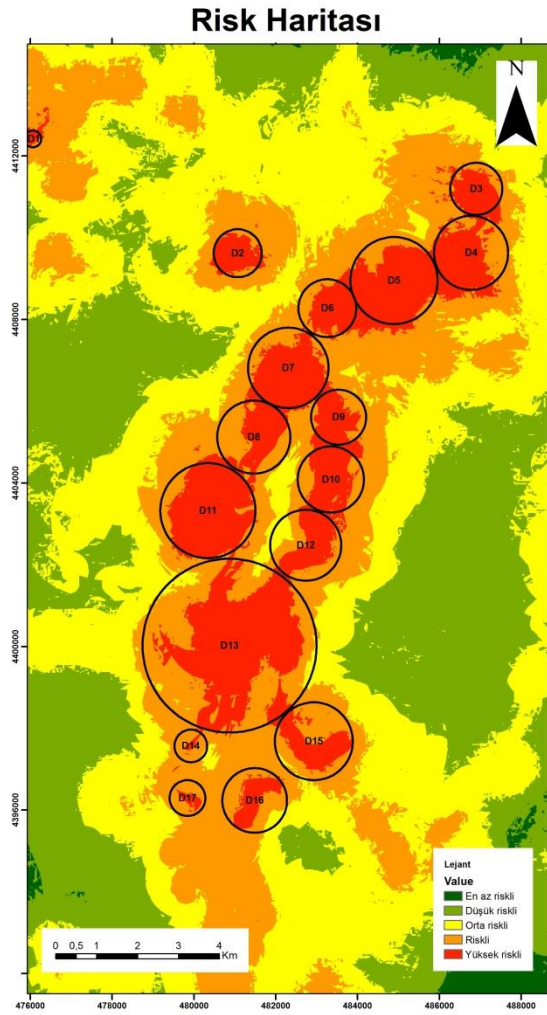 Risk Haritası
N
D1
D2
D3
D4
D5
D6
D7
D8
D9
D10
D11
D12
D13
D14
D15
D16
D17
4412000
4408000
4404000
4400000
4396000
Lejant
Value
En az riskli
Düşük riskli
Orta riskli
Riskli
Yüksek riskli
0 0,5 1 2 3 4
Km
476000 478000 480000 482000 484000 486000 488000